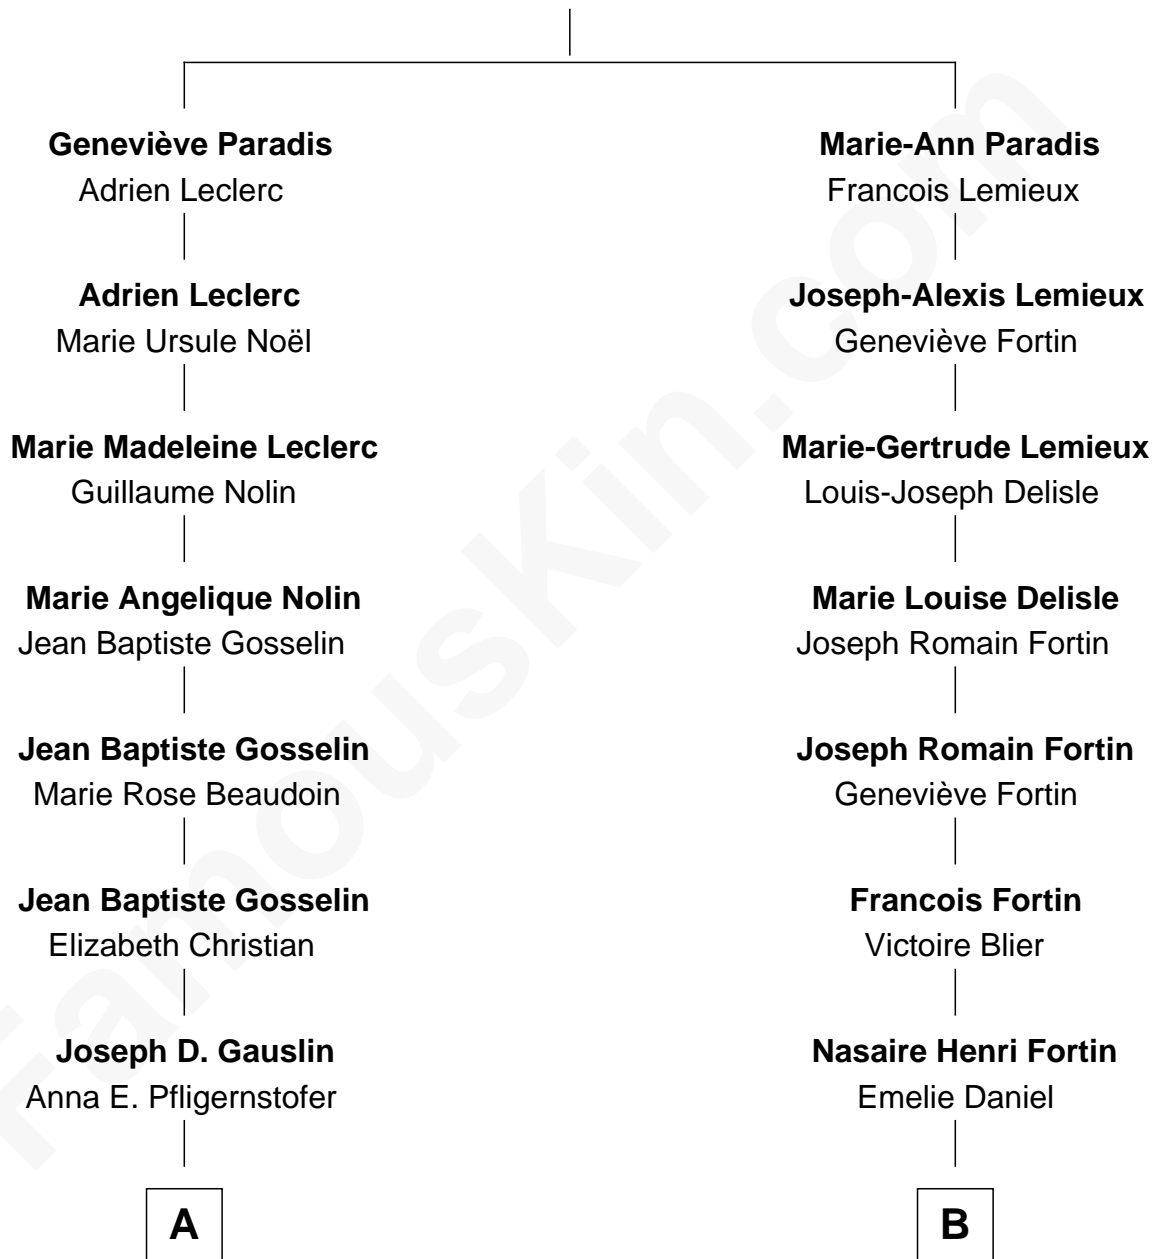 Geneviève Paradis
Adrien Leclerc
Adrien Leclerc
Marie Ursule Noël
Marie Madeleine Leclerc
Guillaume Nolin
Marie Angelique Nolin
Jean Baptiste Gosselin
Jean Baptiste Gosselin
Marie Rose Beaudoin
Jean Baptiste Gosselin
Elizabeth Christian
Joseph D. Gauslin
Anna E. Pfligernstofer
A
Marie-Ann Paradis
Francois Lemieux
Joseph-Alexis Lemieux
Geneviève Fortin
Marie-Gertrude Lemieux
Louis-Joseph Delisle
Marie Louise Delisle
Joseph Romain Fortin
Joseph Romain Fortin
Geneviève Fortin
Francois Fortin
Victoire Blier
Nasaire Henri Fortin
Emelie Daniel
B
FamousKin.com